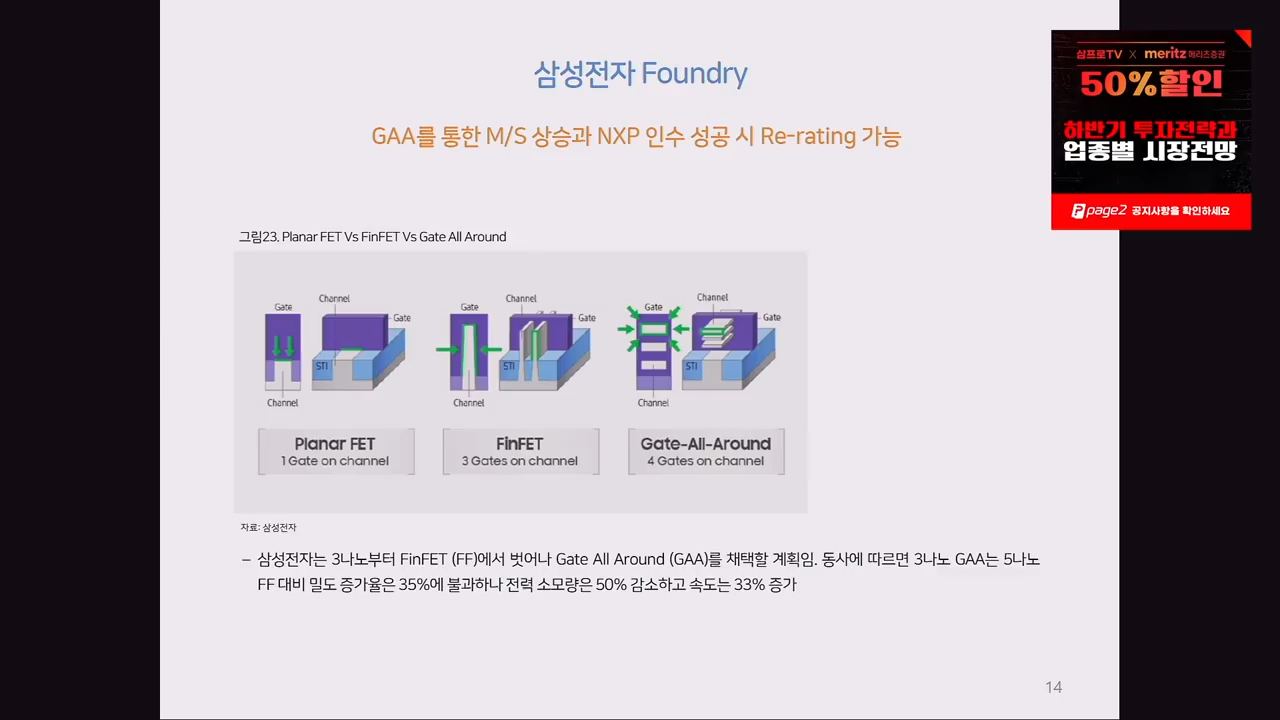 삼성전자 Foundry
GAA를 통한 M/S 상승과 NXP 인수 성공 시 Re-rating 가능
삼프로TV X meritz 메리츠증권
50%할인
하반기 투자전략과
업종별 시장전망
page2 공지사항을 확인하세요
그림23. Planar FET Vs FinFET Vs Gate All Around
Gate
Channel
Gate
STI
Channel
Gate
Channel
Gate
STI
Channel
Gate
Channel
Gate
STI
Channel
Planar FET
1 Gate on channel
FinFET
3 Gates on channel
Gate-All-Around
4 Gates on channel
자료: 삼성전자
– 삼성전자는 3나노부터 FinFET (FF)에서 벗어나 Gate All Around (GAA)를 채택할 계획임. 동사에 따르면 3나노 GAA는 5나노
FF 대비 밀도 증가율은 35%에 불과하나 전력 소모량은 50% 감소하고 속도는 33% 증가
14